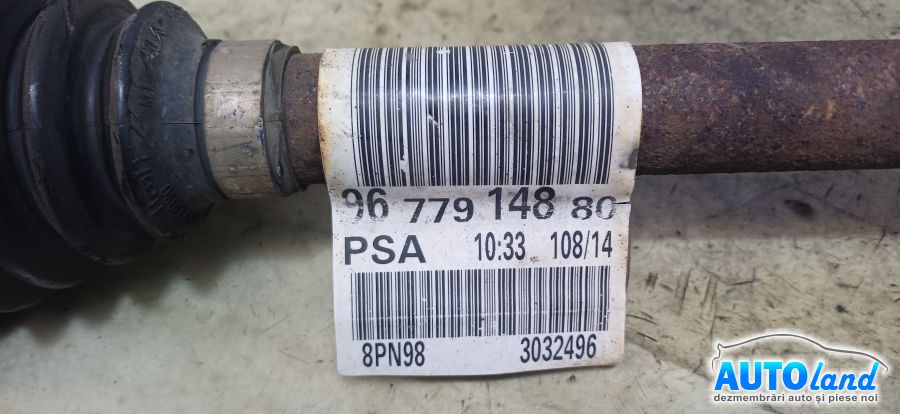 96 779 148 80
PSA 10:33 108/14
8PN98 3032496
AUTOland
dezmembrări auto și piese noi